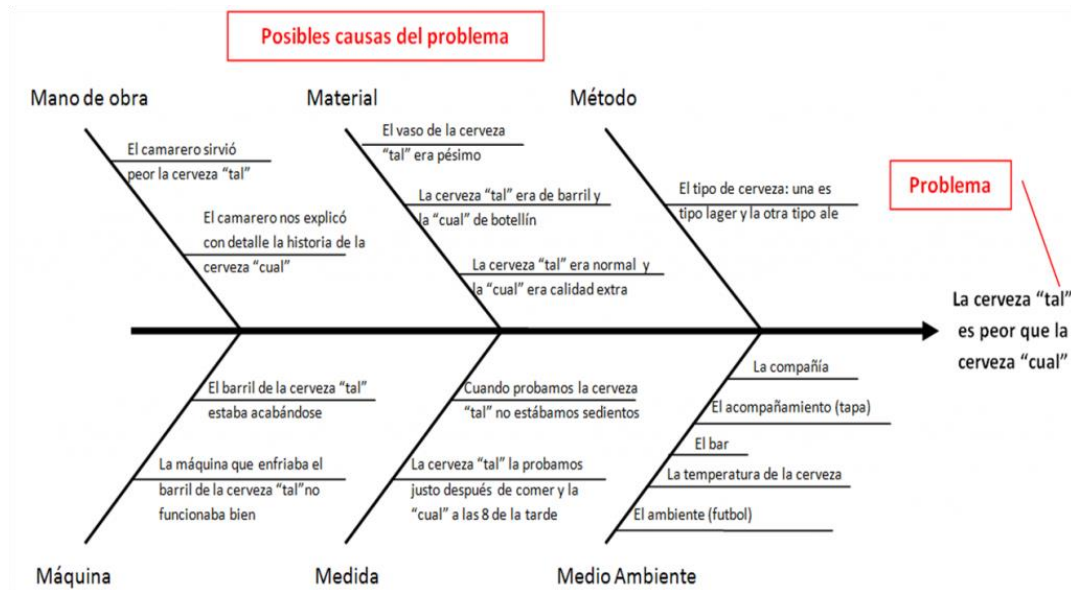 Posibles causas del problema
Mano de obra
Material
Método
El camarero sirvió
peor la cerveza “tal”
El camarero nos explicó
con detalle la historia de la
cerveza “cual”
El vaso de la cerveza
“tal” era pésimo
La cerveza “tal” era de barril y
la “cual” de botellín
La cerveza “tal” era normal y
la “cual” era calidad extra
El tipo de cerveza: una es
tipo lager y la otra tipo ale
Problema
La cerveza “tal”
es peor que la
cerveza “cual”
El barril de la cerveza “tal”
estaba acabándose
La máquina que enfriaba el
barril de la cerveza “tal”no
funcionaba bien
Cuando probamos la cerveza
“tal” no estábamos sedientos
La cerveza “tal” la probamos
justo después de comer y la
“cual” a las 8 de la tarde
La compañía
El acompañamiento (tapa)
El bar
La temperatura de la cerveza
El ambiente (futbol)
Máquina
Medida
Medio Ambiente